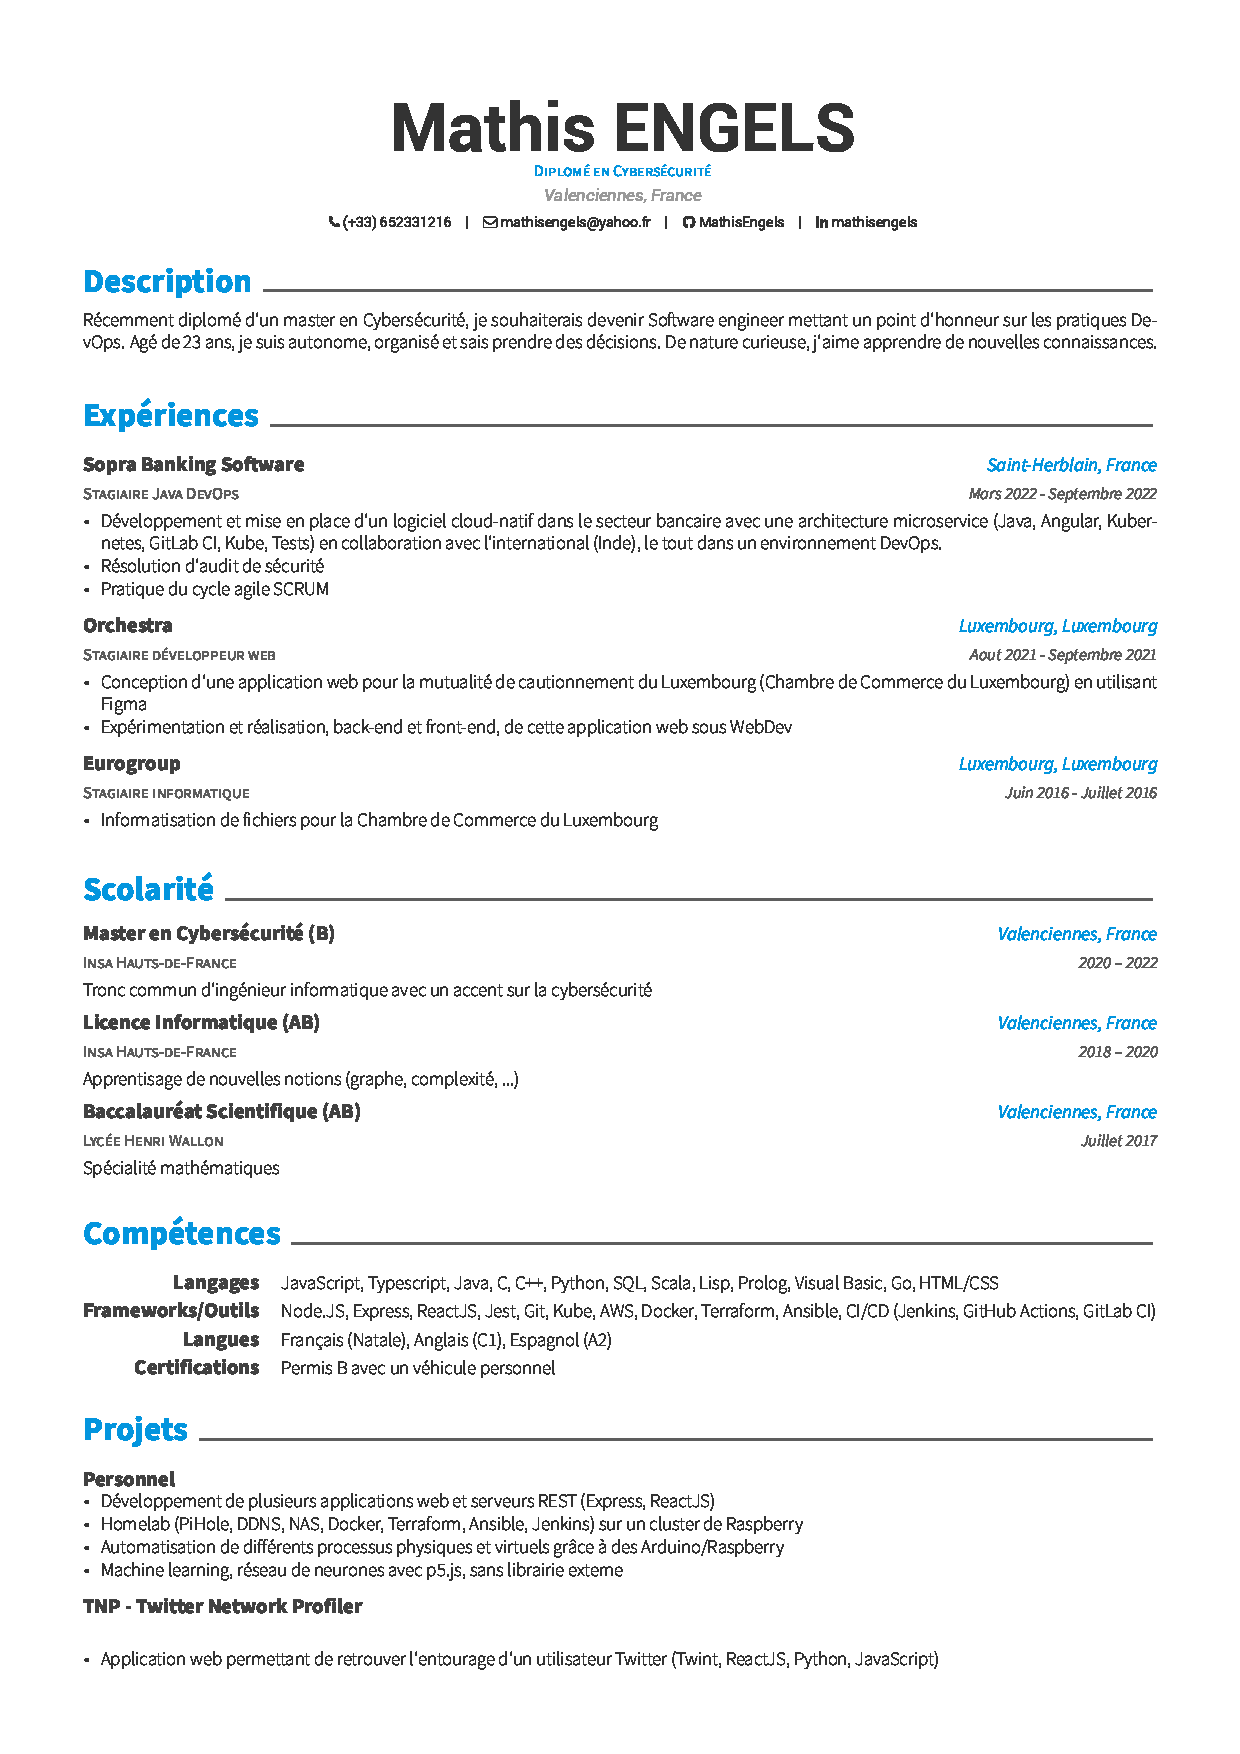 Mathis ENGELS
Diplomé en Cybersécurité
Valenciennes, France
(+33) 652331216 | mathisengels@yahoo.fr | MathisEngels | mathisengels
Description
Récemment diplomé d'un master en Cybersécurité, je souhaiterais devenir Software engineer mettant un point d'honneur sur les pratiques De-
vOps. Agé de 23 ans, je suis autonome, organisé et sais prendre des décisions. De nature curieuse, j'aime apprendre de nouvelles connaissances.
Expériences
Sopra Banking Software Saint-Herblain, France
Stagiaire Java DevOps Mars 2022 - Septembre 2022
• Développement et mise en place d'un logiciel cloud-natif dans le secteur bancaire avec une architecture microservice (Java, Angular, Kuber-
netes, GitLab CI, Kube, Tests) en collaboration avec l'international (Inde), le tout dans un environnement DevOps.
• Résolution d'audit de sécurité
• Pratique du cycle agile SCRUM
Orchestra Luxembourg, Luxembourg
Stagiaire développeur web Aout 2021 - Septembre 2021
• Conception d'une application web pour la mutualité de cautionnement du Luxembourg (Chambre de Commerce du Luxembourg) en utilisant
Figma
• Expérimentation et réalisation, back-end et front-end, de cette application web sous WebDev
Eurogroup Luxembourg, Luxembourg
Stagiaire informatique Juin 2016 - Juillet 2016
• Informatisation de fichiers pour la Chambre de Commerce du Luxembourg
Scolarité
Master en Cybersécurité (B) Valenciennes, France
Insa Hauts-de-France 2020 – 2022
Tronc commun d'ingénieur informatique avec un accent sur la cybersécurité
Licence Informatique (AB) Valenciennes, France
Insa Hauts-de-France 2018 – 2020
Apprentisage de nouvelles notions (graphe, complexité, ...)
Baccalauréat Scientifique (AB) Valenciennes, France
Lycée Henri Wallon Juillet 2017
Spécialité mathématiques
Compétences
Langages JavaScript, Typescript, Java, C, C++, Python, SQL, Scala, Lisp, Prolog, Visual Basic, Go, HTML/CSS
Frameworks/Outils Node.JS, Express, ReactJS, Jest, Git, Kube, AWS, Docker, Terraform, Ansible, CI/CD (Jenkins, GitHub Actions, GitLab CI)
Langues Français (Natale), Anglais (C1), Espagnol (A2)
Certifications Permis B avec un véhicule personnel
Projets
Personnel
• Développement de plusieurs applications web et serveurs REST (Express, ReactJS)
• Homelab (PiHole, DDNS, NAS, Docker, Terraform, Ansible, Jenkins) sur un cluster de Raspberry
• Automatisation de différents processus physiques et virtuels grâce à des Arduino/Raspberry
• Machine learning, réseau de neurones avec p5.js, sans librairie externe
TNP - Twitter Network Profiler
• Application web permettant de retrouver l'entourage d'un utilisateur Twitter (Twint, ReactJS, Python, JavaScript)